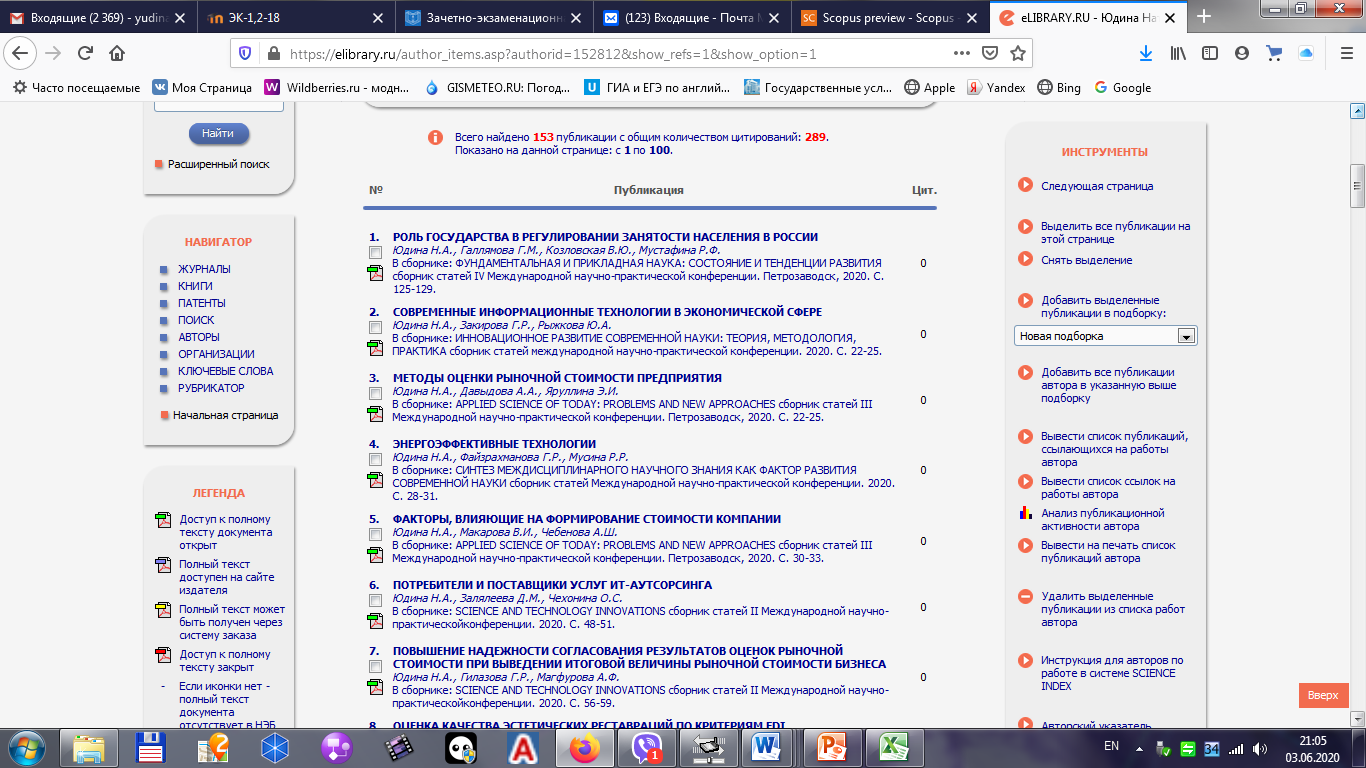 Входящие (2 369) - yudina
ЭК-1,2-18
Зачетно-экзаменационн
(123) Входящие - Почта M
Scopus preview - Scopus -
eLIBRARY.RU - Юдина На
https://elibrary.ru/author_items.asp?authorid=152812&show_refs=1&show_option=1
Часто посещаемые
Моя Страница
Wildberries.ru - модн...
GISMETEO.RU: Погод...
ГИА и ЕГЭ по англий...
Государственные усл...
Apple
Yandex
Bing
Google
Найти
Расширенный поиск
НАВИГАТОР
ЖУРНАЛЫ
КНИГИ
ПАТЕНТЫ
ПОИСК
АВТОРЫ
ОРГАНИЗАЦИИ
КЛЮЧЕВЫЕ СЛОВА
РУБРИКАТОР
Начальная страница
ЛЕГЕНДА
Доступ к полному
тексту документа
открыт
Полный текст
доступен на сайте
издателя
Полный текст может
быть получен через
систему заказа
Доступ к полному
тексту закрыт
- Если иконки нет -
полный текст
документа
отсутствует в НЭБ
Всего найдено 153 публикации с общим количеством цитирований: 289.
Показано на данной странице: с 1 по 100.
№ Публикация Цит.
1. РОЛЬ ГОСУДАРСТВА В РЕГУЛИРОВАНИИ ЗАНЯТОСТИ НАСЕЛЕНИЯ В РОССИИ
Юдина Н.А., Галлямова Г.М., Козловская В.Ю., Мустафина Р.Ф.
В сборнике: ФУНДАМЕНТАЛЬНАЯ И ПРИКЛАДНАЯ НАУКА: СОСТОЯНИЕ И ТЕНДЕНЦИИ РАЗВИТИЯ
сборник статей IV Международной научно-практической конференции. Петрозаводск, 2020. С.
125-129.
0
2. СОВРЕМЕННЫЕ ИНФОРМАЦИОННЫЕ ТЕХНОЛОГИИ В ЭКОНОМИЧЕСКОЙ СФЕРЕ
Юдина Н.А., Закирова Г.Р., Рыжкова Ю.А.
В сборнике: ИННОВАЦИОННОЕ РАЗВИТИЕ СОВРЕМЕННОЙ НАУКИ: ТЕОРИЯ, МЕТОДОЛОГИЯ,
ПРАКТИКА сборник статей международной научно-практической конференции. 2020. С. 22-25.
0
3. МЕТОДЫ ОЦЕНКИ РЫНОЧНОЙ СТОИМОСТИ ПРЕДПРИЯТИЯ
Юдина Н.А., Давыдова А.А., Яруллина Э.И.
В сборнике: APPLIED SCIENCE OF TODAY: PROBLEMS AND NEW APPROACHES сборник статей III
Международной научно-практической конференции. Петрозаводск, 2020. С. 22-25.
0
4. ЭНЕРГОЭФФЕКТИВНЫЕ ТЕХНОЛОГИИ
Юдина Н.А., Файзрахманова Г.Р., Мусина Р.Р.
В сборнике: СИНТЕЗ МЕЖДИСЦИПЛИНАРНОГО НАУЧНОГО ЗНАНИЯ КАК ФАКТОР РАЗВИТИЯ
СОВРЕМЕННОЙ НАУКИ сборник статей Международной научно-практической конференции. 2020.
С. 28-31.
0
5. ФАКТОРЫ, ВЛИЯЮЩИЕ НА ФОРМИРОВАНИЕ СТОИМОСТИ КОМПАНИИ
Юдина Н.А., Макарова В.И., Чебенова А.Ш.
В сборнике: APPLIED SCIENCE OF TODAY: PROBLEMS AND NEW APPROACHES сборник статей III
Международной научно-практической конференции. Петрозаводск, 2020. С. 30-33.
0
6. ПОТРЕБИТЕЛИ И ПОСТАВЩИКИ УСЛУГ ИТ-АУТСОРСИНГА
Юдина Н.А., Залялеева Д.М., Чехонина О.С.
В сборнике: SCIENCE AND TECHNOLOGY INNOVATIONS сборник статей II Международной научно-
практическойконференции. 2020. С. 48-51.
0
7. ПОВЫШЕНИЕ НАДЕЖНОСТИ СОГЛАСОВАНИЯ РЕЗУЛЬТАТОВ ОЦЕНОК РЫНОЧНОЙ
СТОИМОСТИ ПРИ ВЫВЕДЕНИИ ИТОГОВОЙ ВЕЛИЧИНЫ РЫНОЧНОЙ СТОИМОСТИ БИЗНЕСА
Юдина Н.А., Гилазова Г.Р., Магфурова А.Ф.
В сборнике: SCIENCE AND TECHNOLOGY INNOVATIONS сборник статей II Международной научно-
практической конференции. 2020. С. 56-59.
0
8. ОЦЕНКА КАЧЕСТВА ЭСТЕТИЧЕСКИХ РЕСТАВРАЦИЙ ПО КРИТЕРИЯМ FDI
ИНСТРУМЕНТЫ
Следующая страница
Выделить все публикации на
этой странице
Снять выделение
Добавить выделенные
публикации в подборку:
Новая подборка
Добавить все публикации
автора в указанную выше
подборку
Вывести список публикаций,
ссылающихся на работы
автора
Вывести список ссылок на
работы автора
Анализ публикационной
активности автора
Вывести на печать список
публикаций автора
Удалить выделенные
публикации из списка работ
автора
Инструкция для авторов по
работе в системе SCIENCE
INDEX
Авторский указатель
Вверх
1
EN
34
21:05
03.06.2020